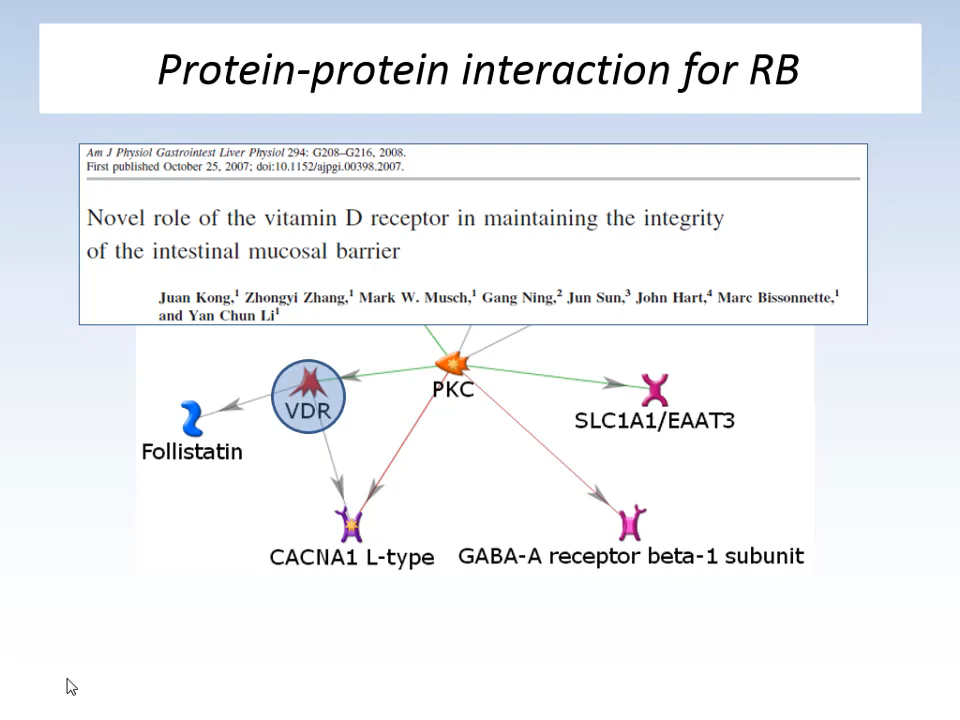 Protein-protein interaction for RB
Am J Physiol Gastrointest Liver Physiol 294: G208–G216, 2008.
First published October 25, 2007; doi:10.1152/ajpgi.00398.2007.
Novel role of the vitamin D receptor in maintaining the integrity
of the intestinal mucosal barrier
Juan Kong,1 Zhongyi Zhang,1 Mark W. Musch,1 Gang Ning,2 Jun Sun,3 John Hart,4 Marc Bissonnette,1
and Yan Chun Li1
PKC
VDR
SLC1A1/EAAT3
Follistatin
CACNA1 L-type
GABA-A receptor beta-1 subunit